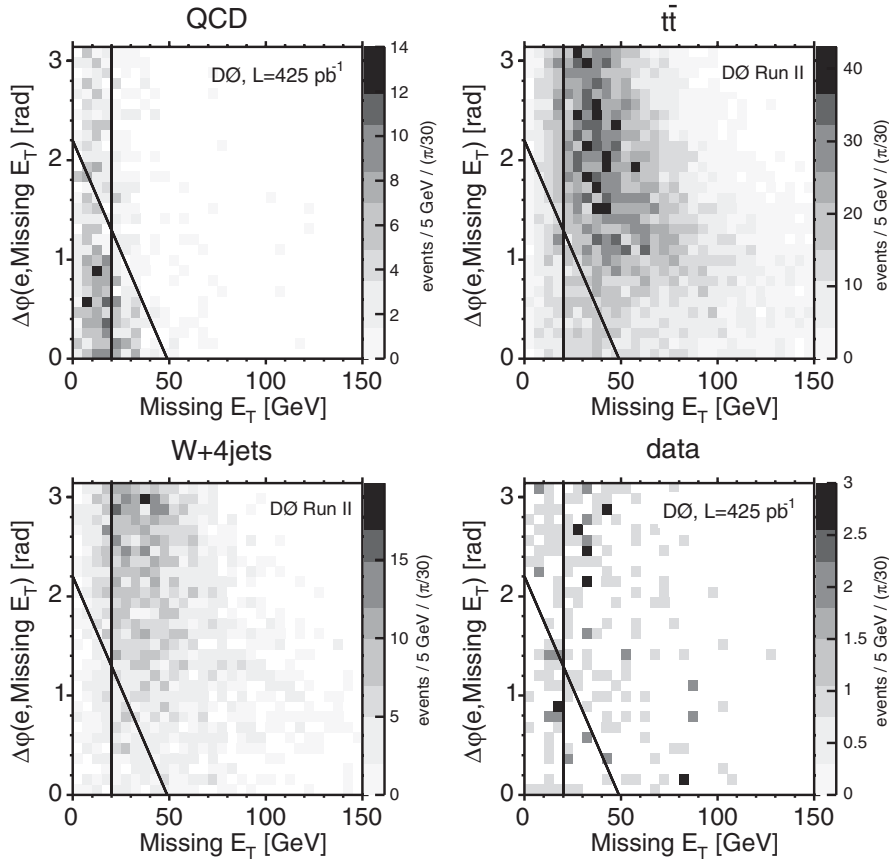 QCD
DØ, L=425 pb⁻¹
Δφ(e,Missing E_T) [rad]
3
2
1
0
0 50 100 150
Missing E_T [GeV]
14
12
10
8
6
4
2
0
events / 5 GeV / (π/30)
tt̄
DØ Run II
Δφ(e,Missing E_T) [rad]
3
2
1
0
0 50 100 150
Missing E_T [GeV]
40
30
20
10
0
events / 5 GeV / (π/30)
W+4jets
DØ Run II
Δφ(e,Missing E_T) [rad]
3
2
1
0
0 50 100 150
Missing E_T [GeV]
15
10
5
0
events / 5 GeV / (π/30)
data
DØ, L=425 pb⁻¹
Δφ(e,Missing E_T) [rad]
3
2
1
0
0 50 100 150
Missing E_T [GeV]
3
2.5
2
1.5
1
0.5
0
events / 5 GeV / (π/30)